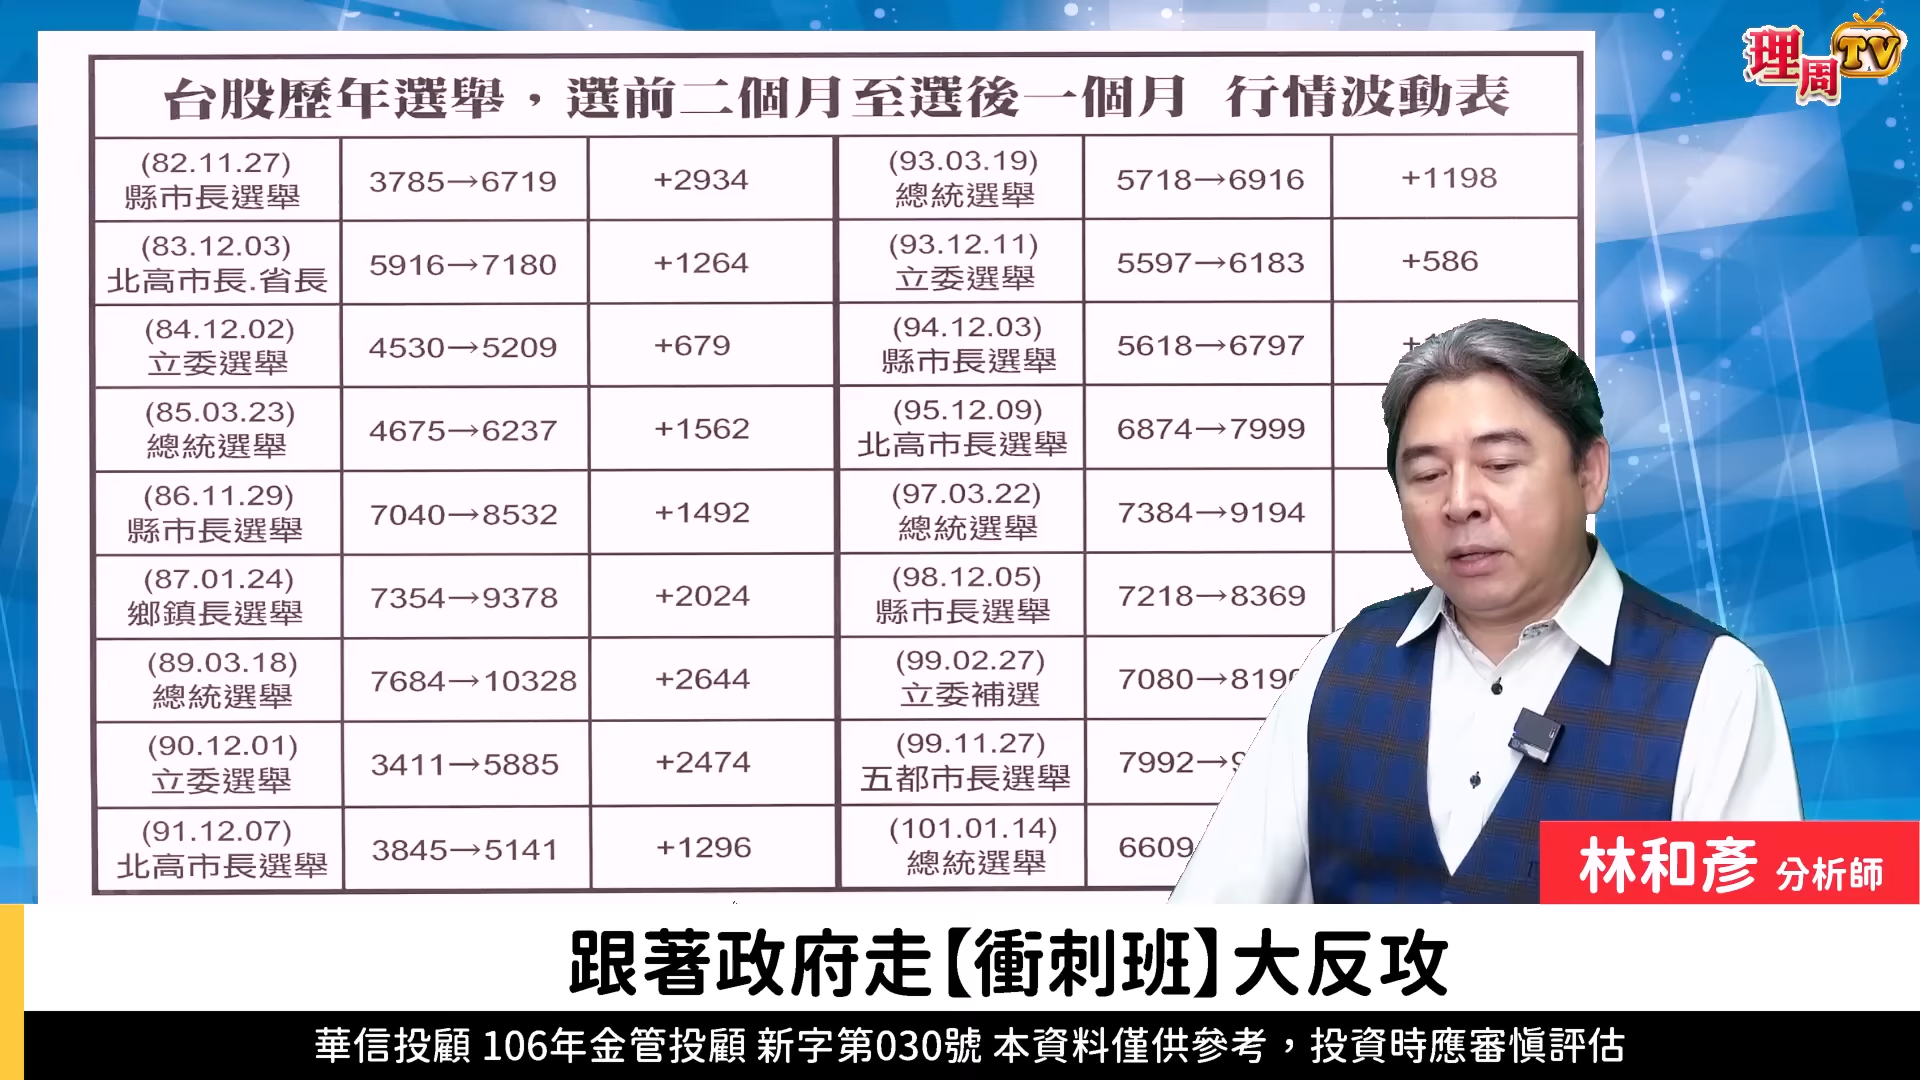 理周TV
台股歷年選舉，選前二個月至選後一個月 行情波動表
(82.11.27)
縣市長選舉
3785→6719
+2934
(93.03.19)
總統選舉
5718→6916
+1198
(83.12.03)
北高市長.省長
5916→7180
+1264
(93.12.11)
立委選舉
5597→6183
+586
(84.12.02)
立委選舉
4530→5209
+679
(94.12.03)
縣市長選舉
5618→6797
(85.03.23)
總統選舉
4675→6237
+1562
(95.12.09)
北高市長選舉
6874→7999
(86.11.29)
縣市長選舉
7040→8532
+1492
(97.03.22)
總統選舉
7384→9194
(87.01.24)
鄉鎮長選舉
7354→9378
+2024
(98.12.05)
縣市長選舉
7218→8369
(89.03.18)
總統選舉
7684→10328
+2644
(99.02.27)
立委補選
7080→819
(90.12.01)
立委選舉
3411→5885
+2474
(99.11.27)
五都市長選舉
7992→
(91.12.07)
北高市長選舉
3845→5141
+1296
(101.01.14)
總統選舉
6609
林和彥 分析師
跟著政府走【衝刺班】大反攻
華信投顧 106年金管投顧 新字第030號 本資料僅供參考，投資時應審慎評估